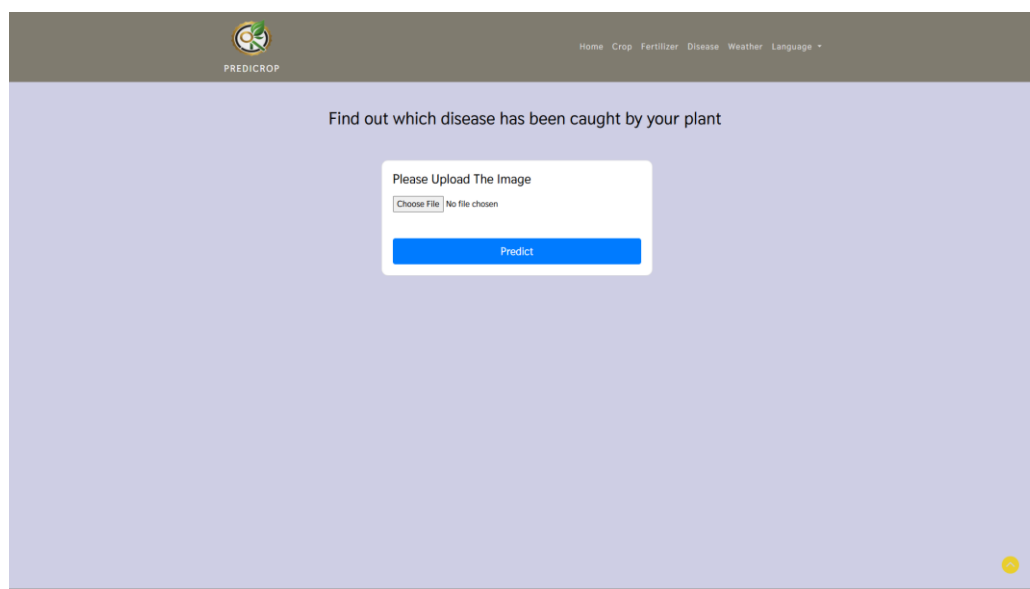 PREDICROP
Home Crop Fertilizer Disease Weather Language
Find out which disease has been caught by your plant
Please Upload The Image
Choose File No file chosen
Predict